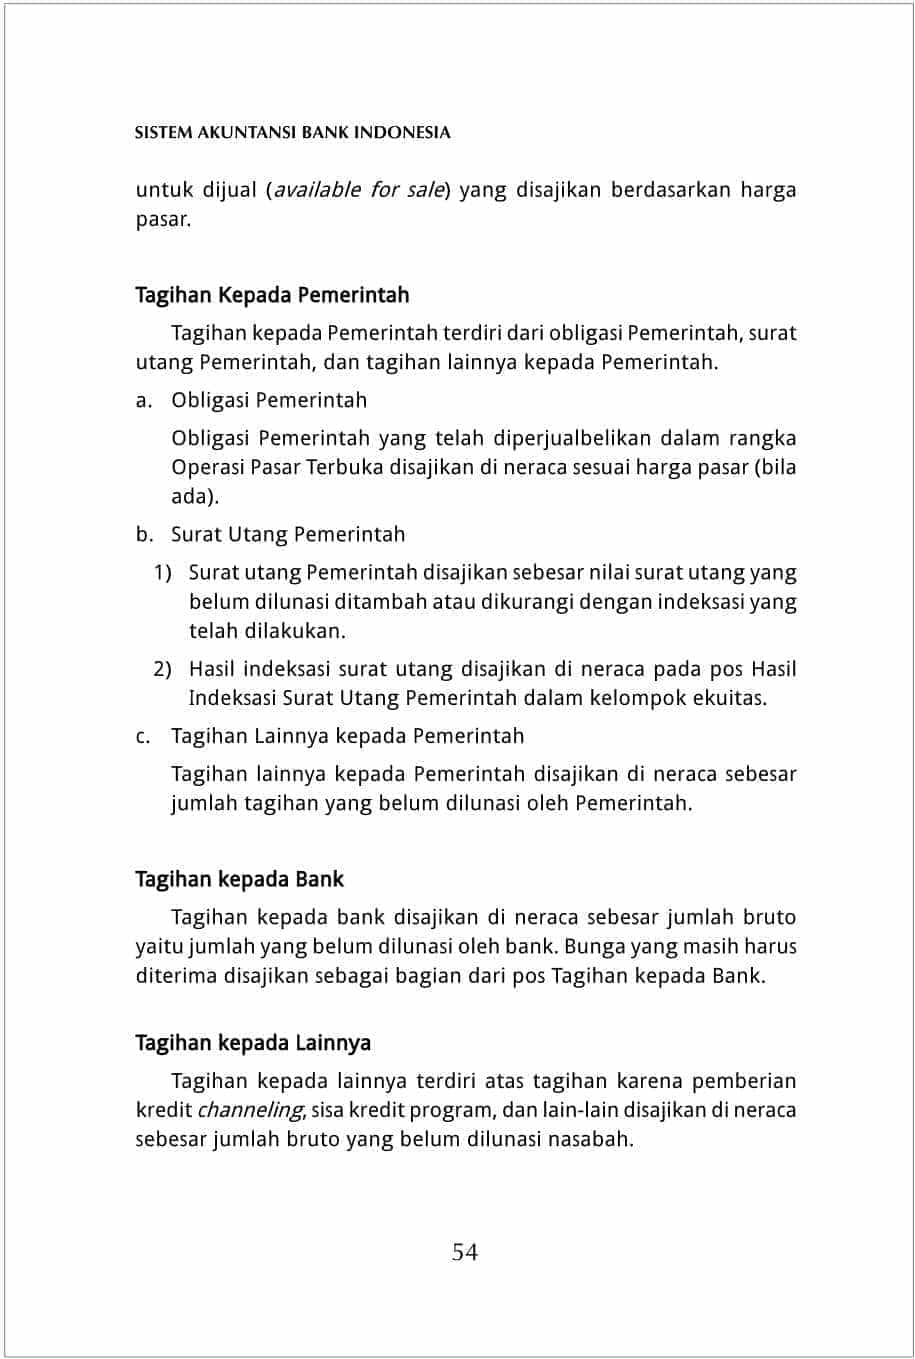 SISTEM AKUNTANSI BANK INDONESIA
untuk dijual (available for sale) yang disajikan berdasarkan harga
pasar.
Tagihan Kepada Pemerintah
Tagihan kepada Pemerintah terdiri dari obligasi Pemerintah, surat
utang Pemerintah, dan tagihan lainnya kepada Pemerintah.
a. Obligasi Pemerintah
Obligasi Pemerintah yang telah diperjualbelikan dalam rangka
Operasi Pasar Terbuka disajikan di neraca sesuai harga pasar (bila
ada).
b. Surat Utang Pemerintah
1) Surat utang Pemerintah disajikan sebesar nilai surat utang yang
belum dilunasi ditambah atau dikurangi dengan indeksasi yang
telah dilakukan.
2) Hasil indeksasi surat utang disajikan di neraca pada pos Hasil
Indeksasi Surat Utang Pemerintah dalam kelompok ekuitas.
c. Tagihan Lainnya kepada Pemerintah
Tagihan lainnya kepada Pemerintah disajikan di neraca sebesar
jumlah tagihan yang belum dilunasi oleh Pemerintah.
Tagihan kepada Bank
Tagihan kepada bank disajikan di neraca sebesar jumlah bruto
yaitu jumlah yang belum dilunasi oleh bank. Bunga yang masih harus
diterima disajikan sebagai bagian dari pos Tagihan kepada Bank.
Tagihan kepada Lainnya
Tagihan kepada lainnya terdiri atas tagihan karena pemberian
kredit channeling, sisa kredit program, dan lain-lain disajikan di neraca
sebesar jumlah bruto yang belum dilunasi nasabah.
54